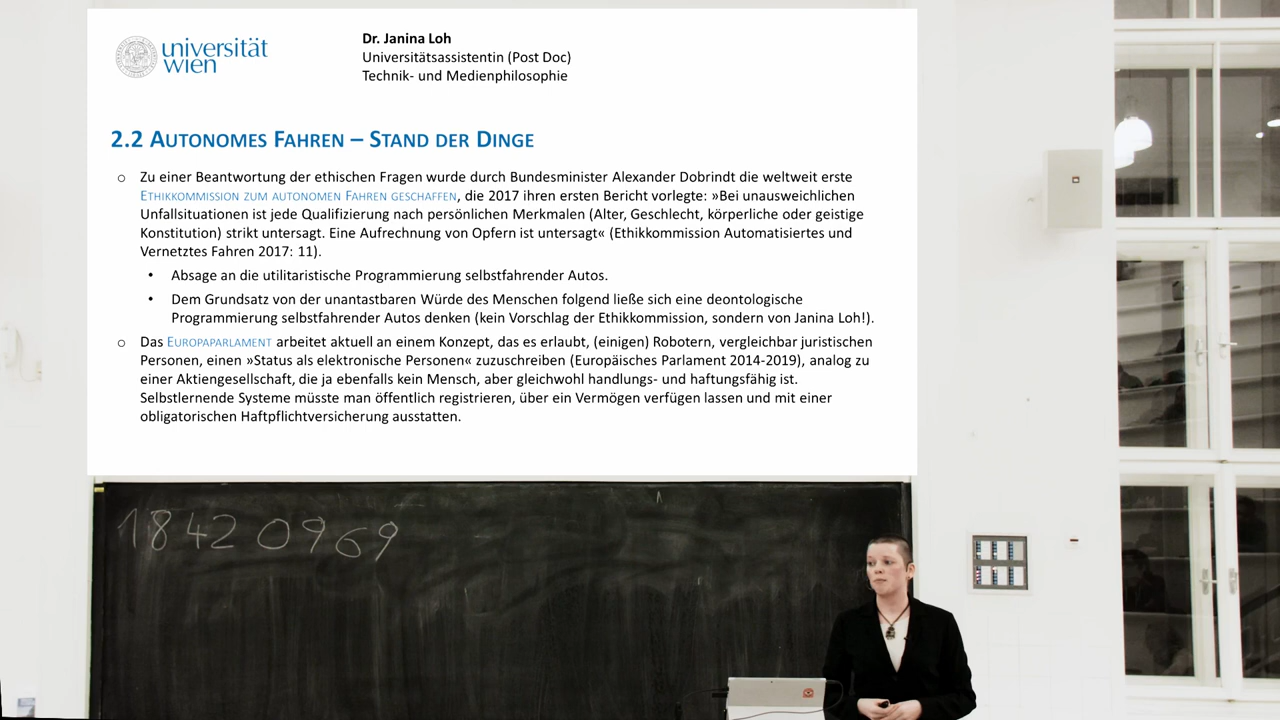 universität
wien
Dr. Janina Loh
Universitätsassistentin (Post Doc)
Technik- und Medienphilosophie
2.2 Autonomes Fahren – Stand der Dinge
o Zu einer Beantwortung der ethischen Fragen wurde durch Bundesminister Alexander Dobrindt die weltweit erste
Ethikkommission zum autonomen Fahren geschaffen, die 2017 ihren ersten Bericht vorlegte: »Bei unausweichlichen
Unfallsituationen ist jede Qualifizierung nach persönlichen Merkmalen (Alter, Geschlecht, körperliche oder geistige
Konstitution) strikt untersagt. Eine Aufrechnung von Opfern ist untersagt« (Ethikkommission Automatisiertes und
Vernetztes Fahren 2017: 11).
• Absage an die utilitaristische Programmierung selbstfahrender Autos.
• Dem Grundsatz von der unantastbaren Würde des Menschen folgend ließe sich eine deontologische
Programmierung selbstfahrender Autos denken (kein Vorschlag der Ethikkommission, sondern von Janina Loh!).
o Das Europaparlament arbeitet aktuell an einem Konzept, das es erlaubt, (einigen) Robotern, vergleichbar juristischen
Personen, einen »Status als elektronische Personen« zuzuschreiben (Europäisches Parlament 2014-2019), analog zu
einer Aktiengesellschaft, die ja ebenfalls kein Mensch, aber gleichwohl handlungs- und haftungsfähig ist.
Selbstlernende Systeme müsste man öffentlich registrieren, über ein Vermögen verfügen lassen und mit einer
obligatorischen Haftpflichtversicherung ausstatten.
18420969